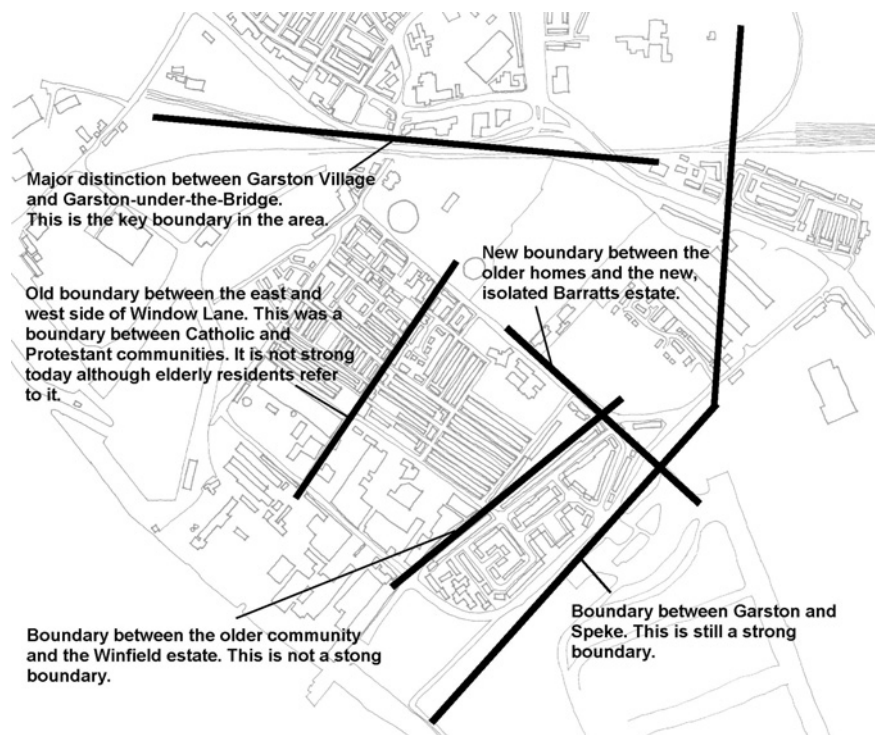 Major distinction between Garston Village
and Garston-under-the-Bridge.
This is the key boundary in the area.
New boundary between the
older homes and the new,
isolated Barratts estate.
Old boundary between the east and
west side of Window Lane. This was a
boundary between Catholic and
Protestant communities. It is not strong
today although elderly residents refer
to it.
Boundary between the older community
and the Winfield estate. This is not a stong
boundary.
Boundary between Garston and
Speke. This is still a strong
boundary.